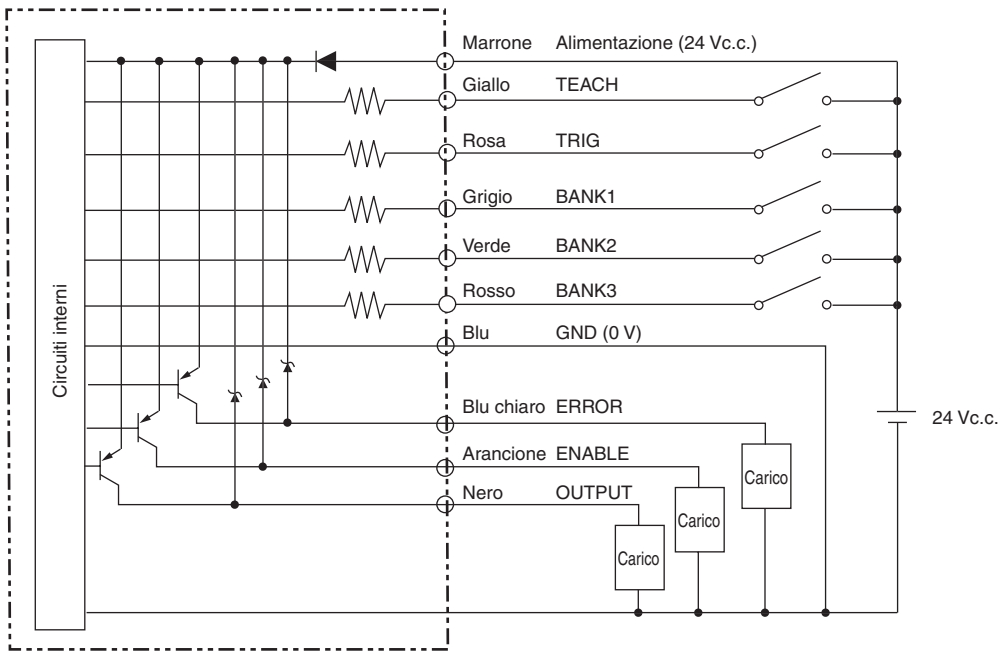 Marrone Alimentazione (24 Vc.c.)
Giallo TEACH
Rosa TRIG
Grigio BANK1
Verde BANK2
Rosso BANK3
Blu GND (0 V)
Circuiti interni
Blu chiaro ERROR
24 Vc.c.
Arancione ENABLE
Carico
Nero OUTPUT
Carico
Carico